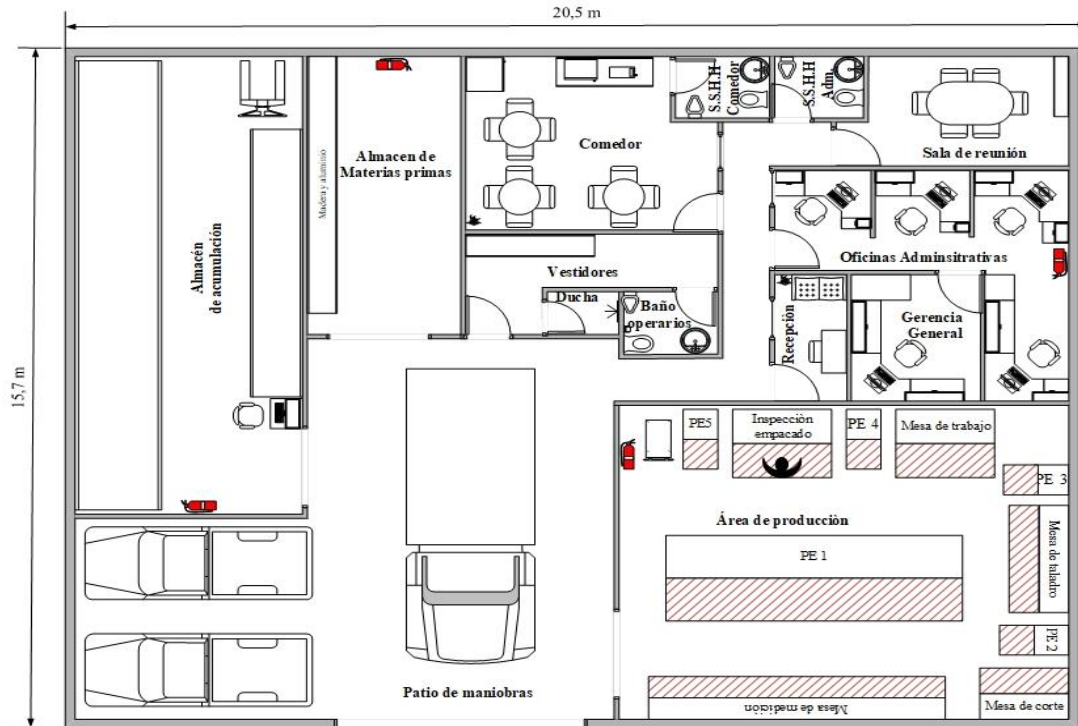 20,5 m
15,7 m
S.S.H.H
Comedor
S.S.H.H
Adm.
Madera y aluminio
Almacen de
Materias primas
Comedor
Sala de reunión
Almacén
de acumulación
Vestidores
Oficinas Adminsitrativas
Ducha
Baño
operarios
Recepción
Gerencia
General
PE5
Inspección
empacado
PE 4
Mesa de trabajo
PE 3
Área de producciòn
PE 1
Mesa de taladro
PE 2
Patio de maniobras
Mesa de medición
Mesa de corte